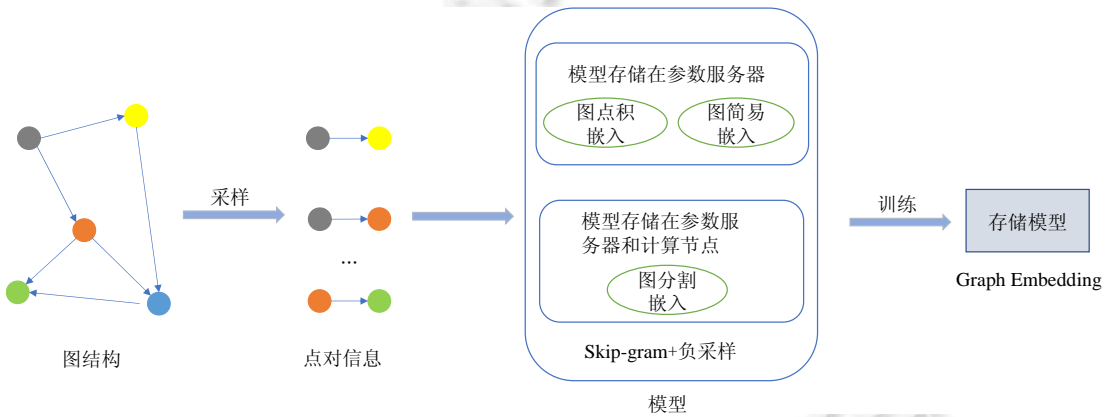 模型存储在参数服务器
图点积
嵌入
图简易
嵌入
采样
训练
模型存储在参数服
务器和计算节点
图分割
嵌入
...
存储模型
Graph Embedding
Skip-gram+负采样
图结构
点对信息
模型